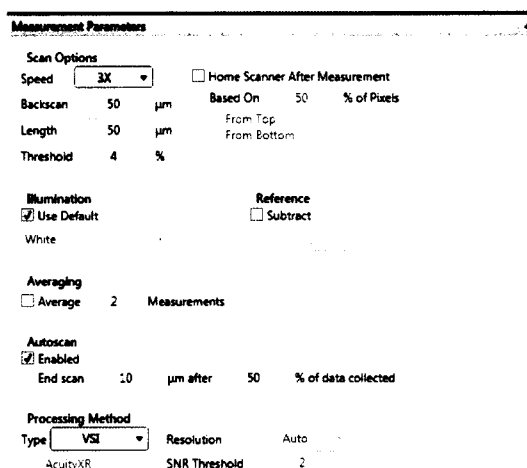 Measurement Parameters
Scan Options
Speed 3X Home Scanner After Measurement
Backscan 50 µm Based On 50 % of Pixels
From Top
Length 50 µm From Bottom
Threshold 4 %
Illumination Reference
Use Default Subtract
White
Averaging
Average 2 Measurements
Autoscan
Enabled
End scan 10 µm after 50 % of data collected
Processing Method
Type VSI Resolution Auto
AcuityXR SNR Threshold 2